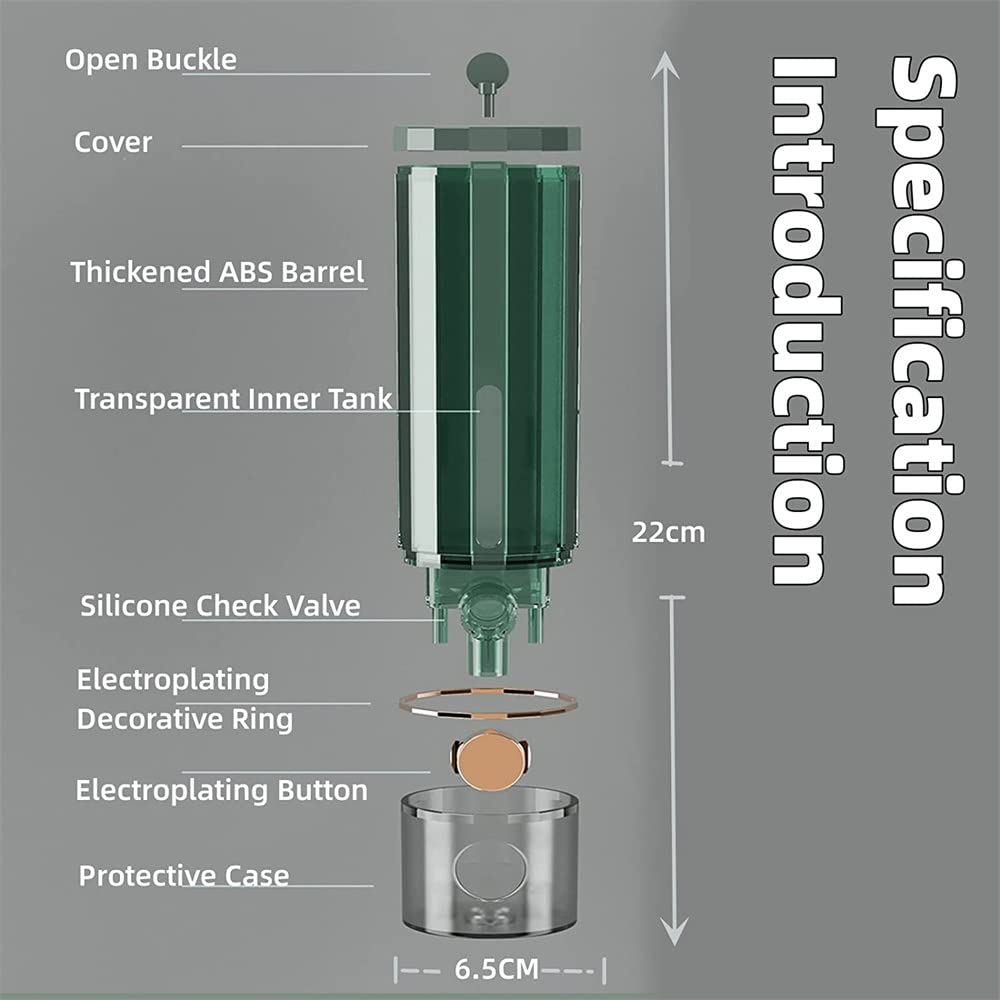 Specification
Introduction
Open Buckle
Cover
Thickened ABS Barrel
Transparent Inner Tank
22cm
Silicone Check Valve
Electroplating
Decorative Ring
Electroplating Button
Protective Case
6.5CM